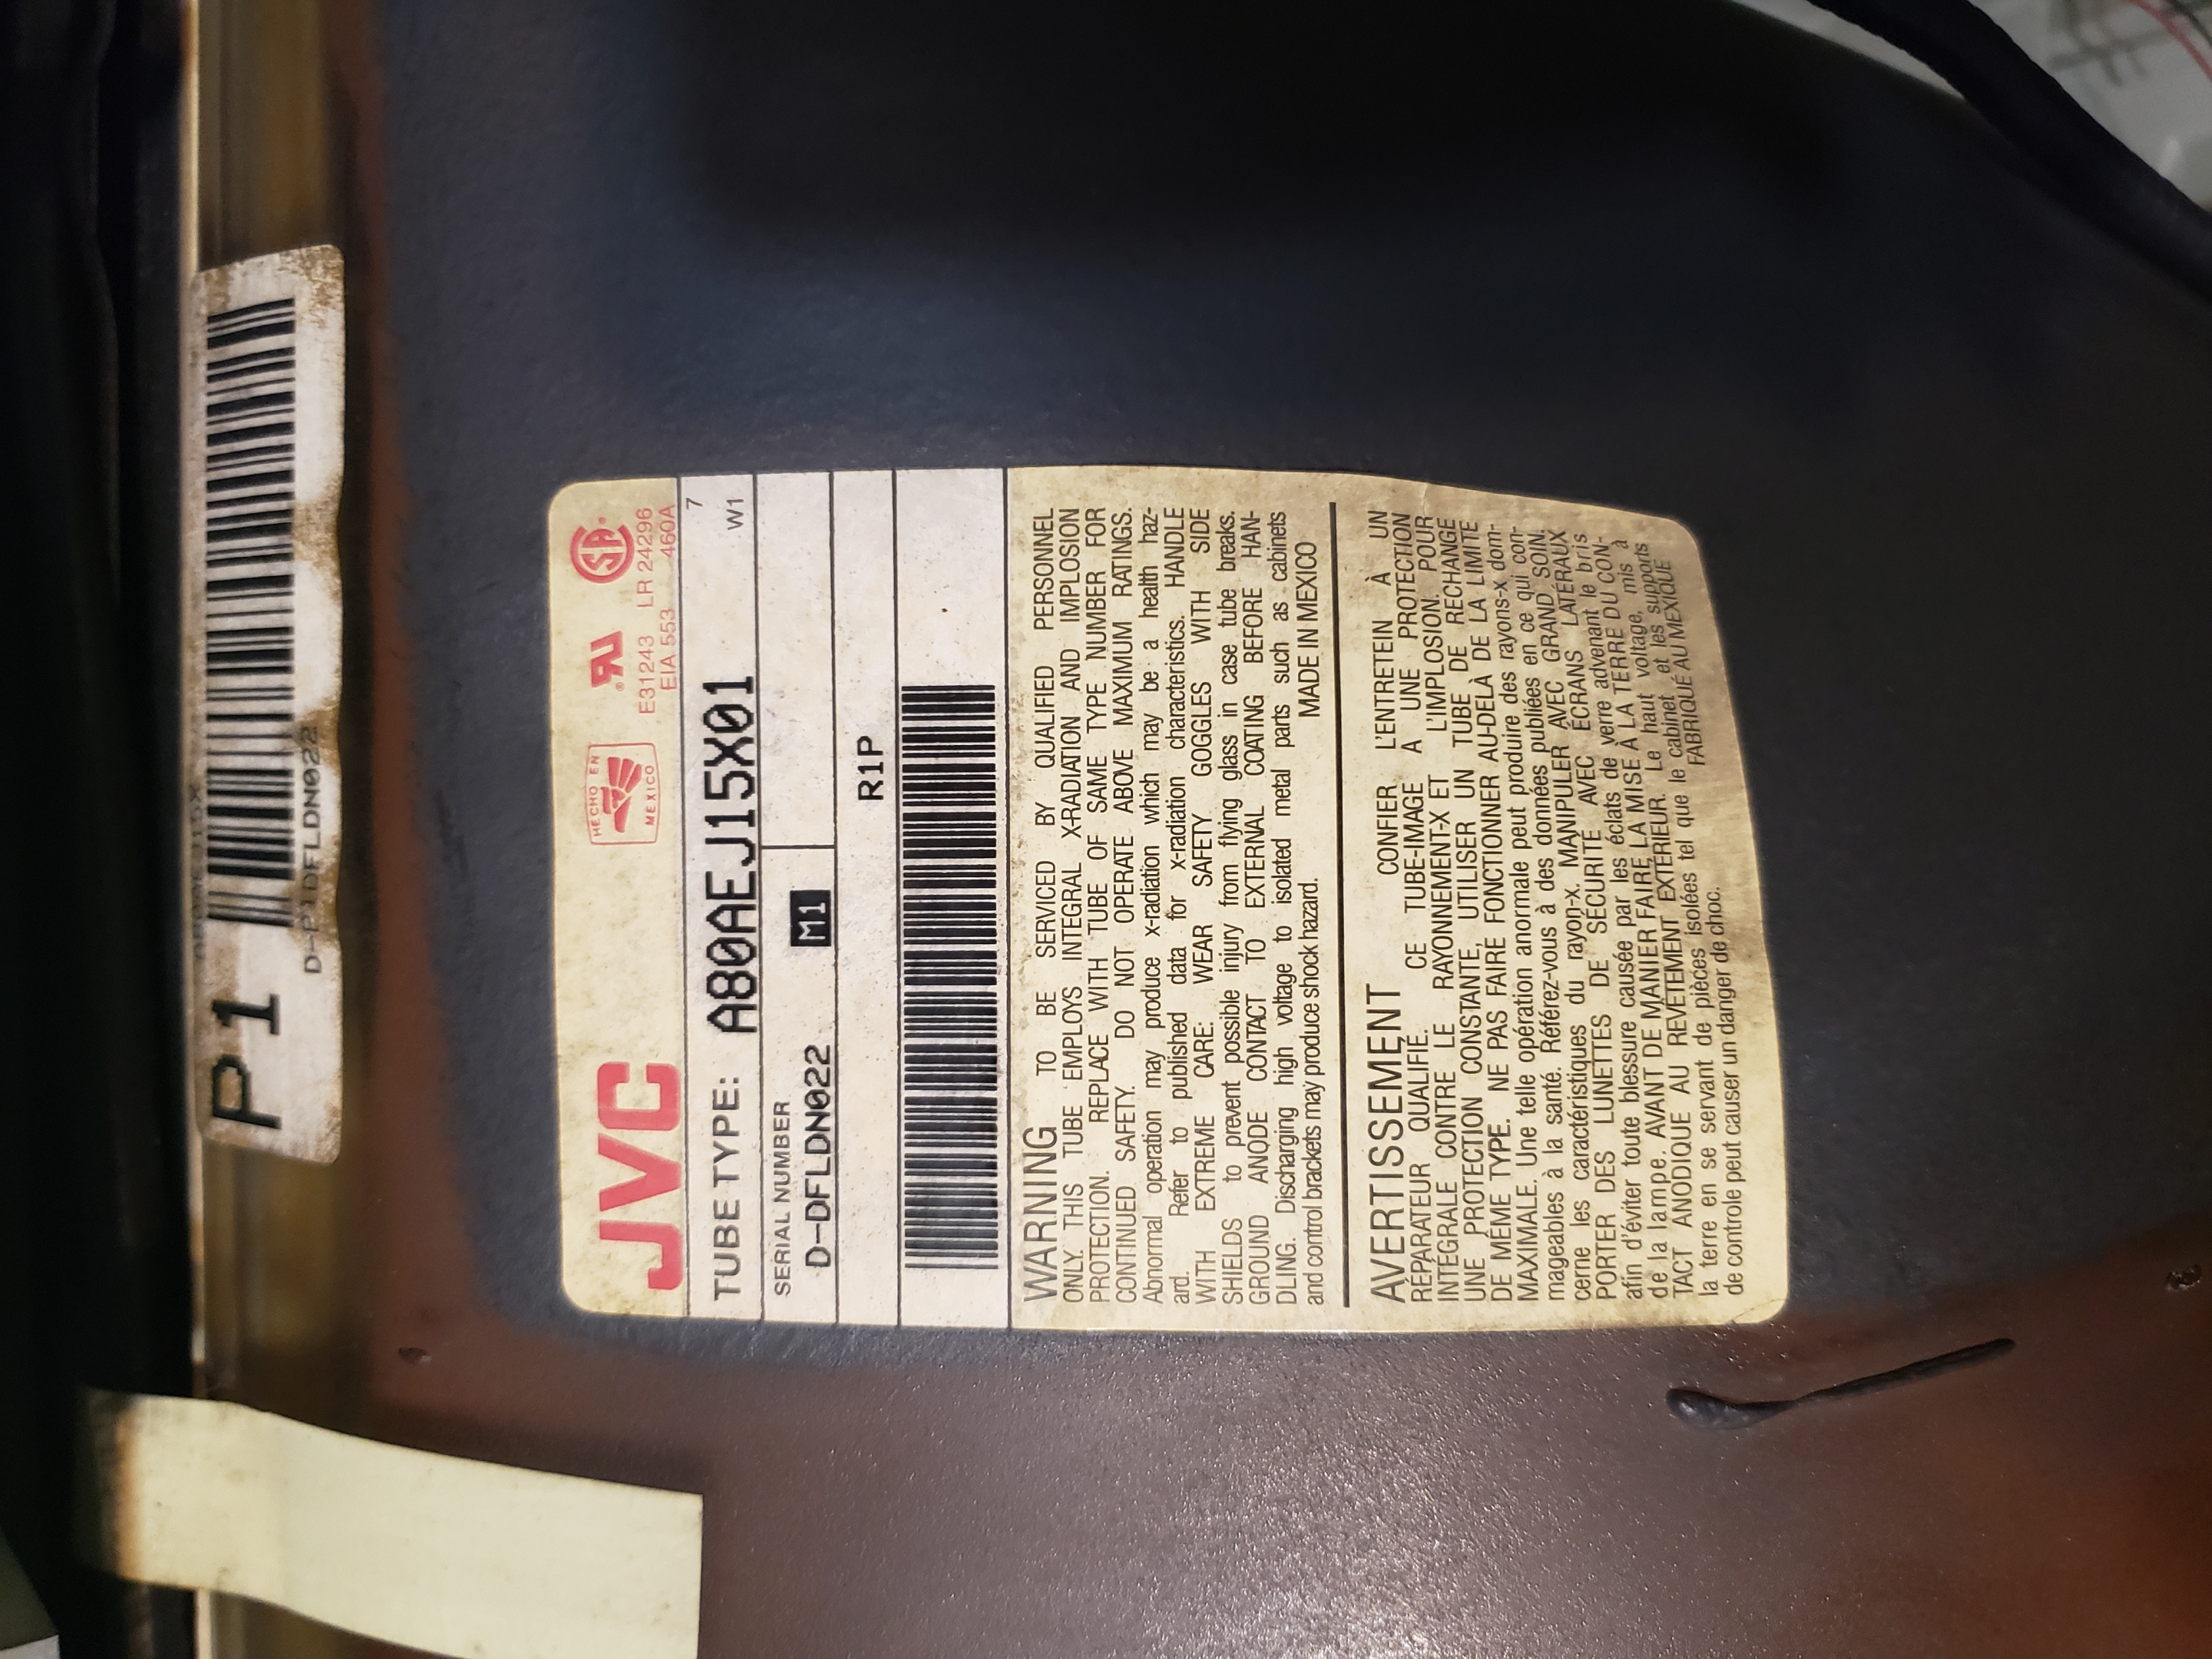 P1
D-P1DFLDN022
JVC
HECHO EN
MEXICO
E31243 LR 24296
EIA 553 460A
TUBE TYPE: A80AEJ15X01
7
W1
SERIAL NUMBER
D-DFLDN022
M1
R1P
WARNING TO BE SERVICED BY QUALIFIED PERSONNEL
ONLY. THIS TUBE EMPLOYS INTEGRAL X-RADIATION AND IMPLOSION
PROTECTION. REPLACE WITH TUBE OF SAME TYPE NUMBER FOR
CONTINUED SAFETY. DO NOT OPERATE ABOVE MAXIMUM RATINGS.
Abnormal operation may produce x-radiation which may be a health haz-
ard. Refer to published data for x-radiation characteristics. HANDLE
WITH EXTREME CARE: WEAR SAFETY GOGGLES WITH SIDE
SHIELDS to prevent possible injury from flying glass in case tube breaks.
GROUND ANODE CONTACT TO EXTERNAL COATING BEFORE HAN-
DLING. Discharging high voltage to isolated metal parts such as cabinets
and control brackets may produce shock hazard. MADE IN MEXICO
AVERTISSEMENT CONFIER L'ENTRETEIN À UN
RÉPARATEUR QUALIFIÉ. CE TUBE-IMAGE A UNE PROTECTION
INTÉGRALE CONTRE LE RAYONNEMENT-X ET L'IMPLOSION. POUR
UNE PROTECTION CONSTANTE, UTILISER UN TUBE DE RECHANGE
DE MÊME TYPE. NE PAS FAIRE FONCTIONNER AU-DELÀ DE LA LIMITE
MAXIMALE. Une telle opération anormale peut produire des rayons-x dom-
mageables à la santé. Référez-vous à des données publiées en ce qui con-
cerne les caractéristiques du rayon-x. MANIPULER AVEC GRAND SOIN.
PORTER DES LUNETTES DE SÉCURITÉ AVEC ÉCRANS LATÉRAUX
afin d'éviter toute blessure causée par les éclats de verre advenant le bris
de la lampe. AVANT DE MANIER FAIRE LA MISE À LA TERRE DU CON-
TACT ANODIQUE AU REVÊTEMENT EXTÉRIEUR. Le haut voltage, mis à
la terre en se servant de pièces isolées tel que le cabinet et les supports
de controle peut causer un danger de choc. FABRIQUÉ AU MEXIQUE